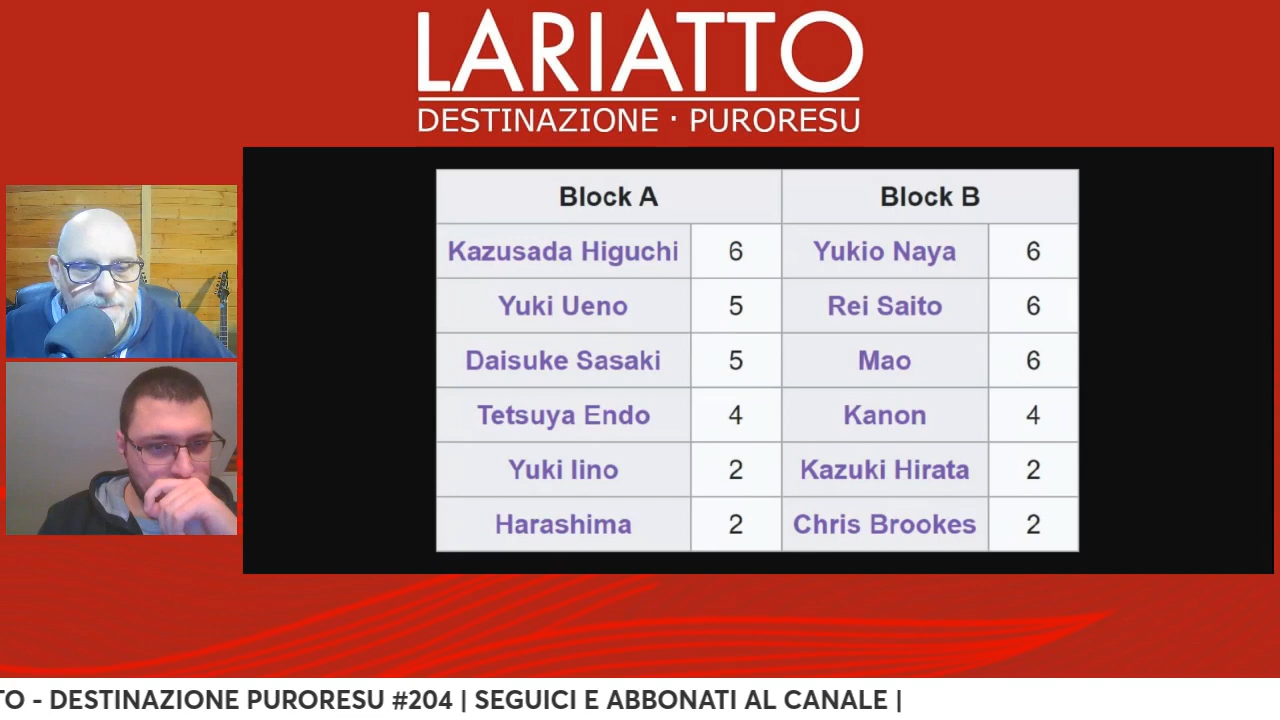 LARIATTO
DESTINAZIONE · PURORESU
Block A Block B
Kazusada Higuchi 6 Yukio Naya 6
Yuki Ueno 5 Rei Saito 6
Daisuke Sasaki 5 Mao 6
Tetsuya Endo 4 Kanon 4
Yuki Iino 2 Kazuki Hirata 2
Harashima 2 Chris Brookes 2
TO - DESTINAZIONE PURORESU #204 | SEGUICI E ABBONATI AL CANALE |